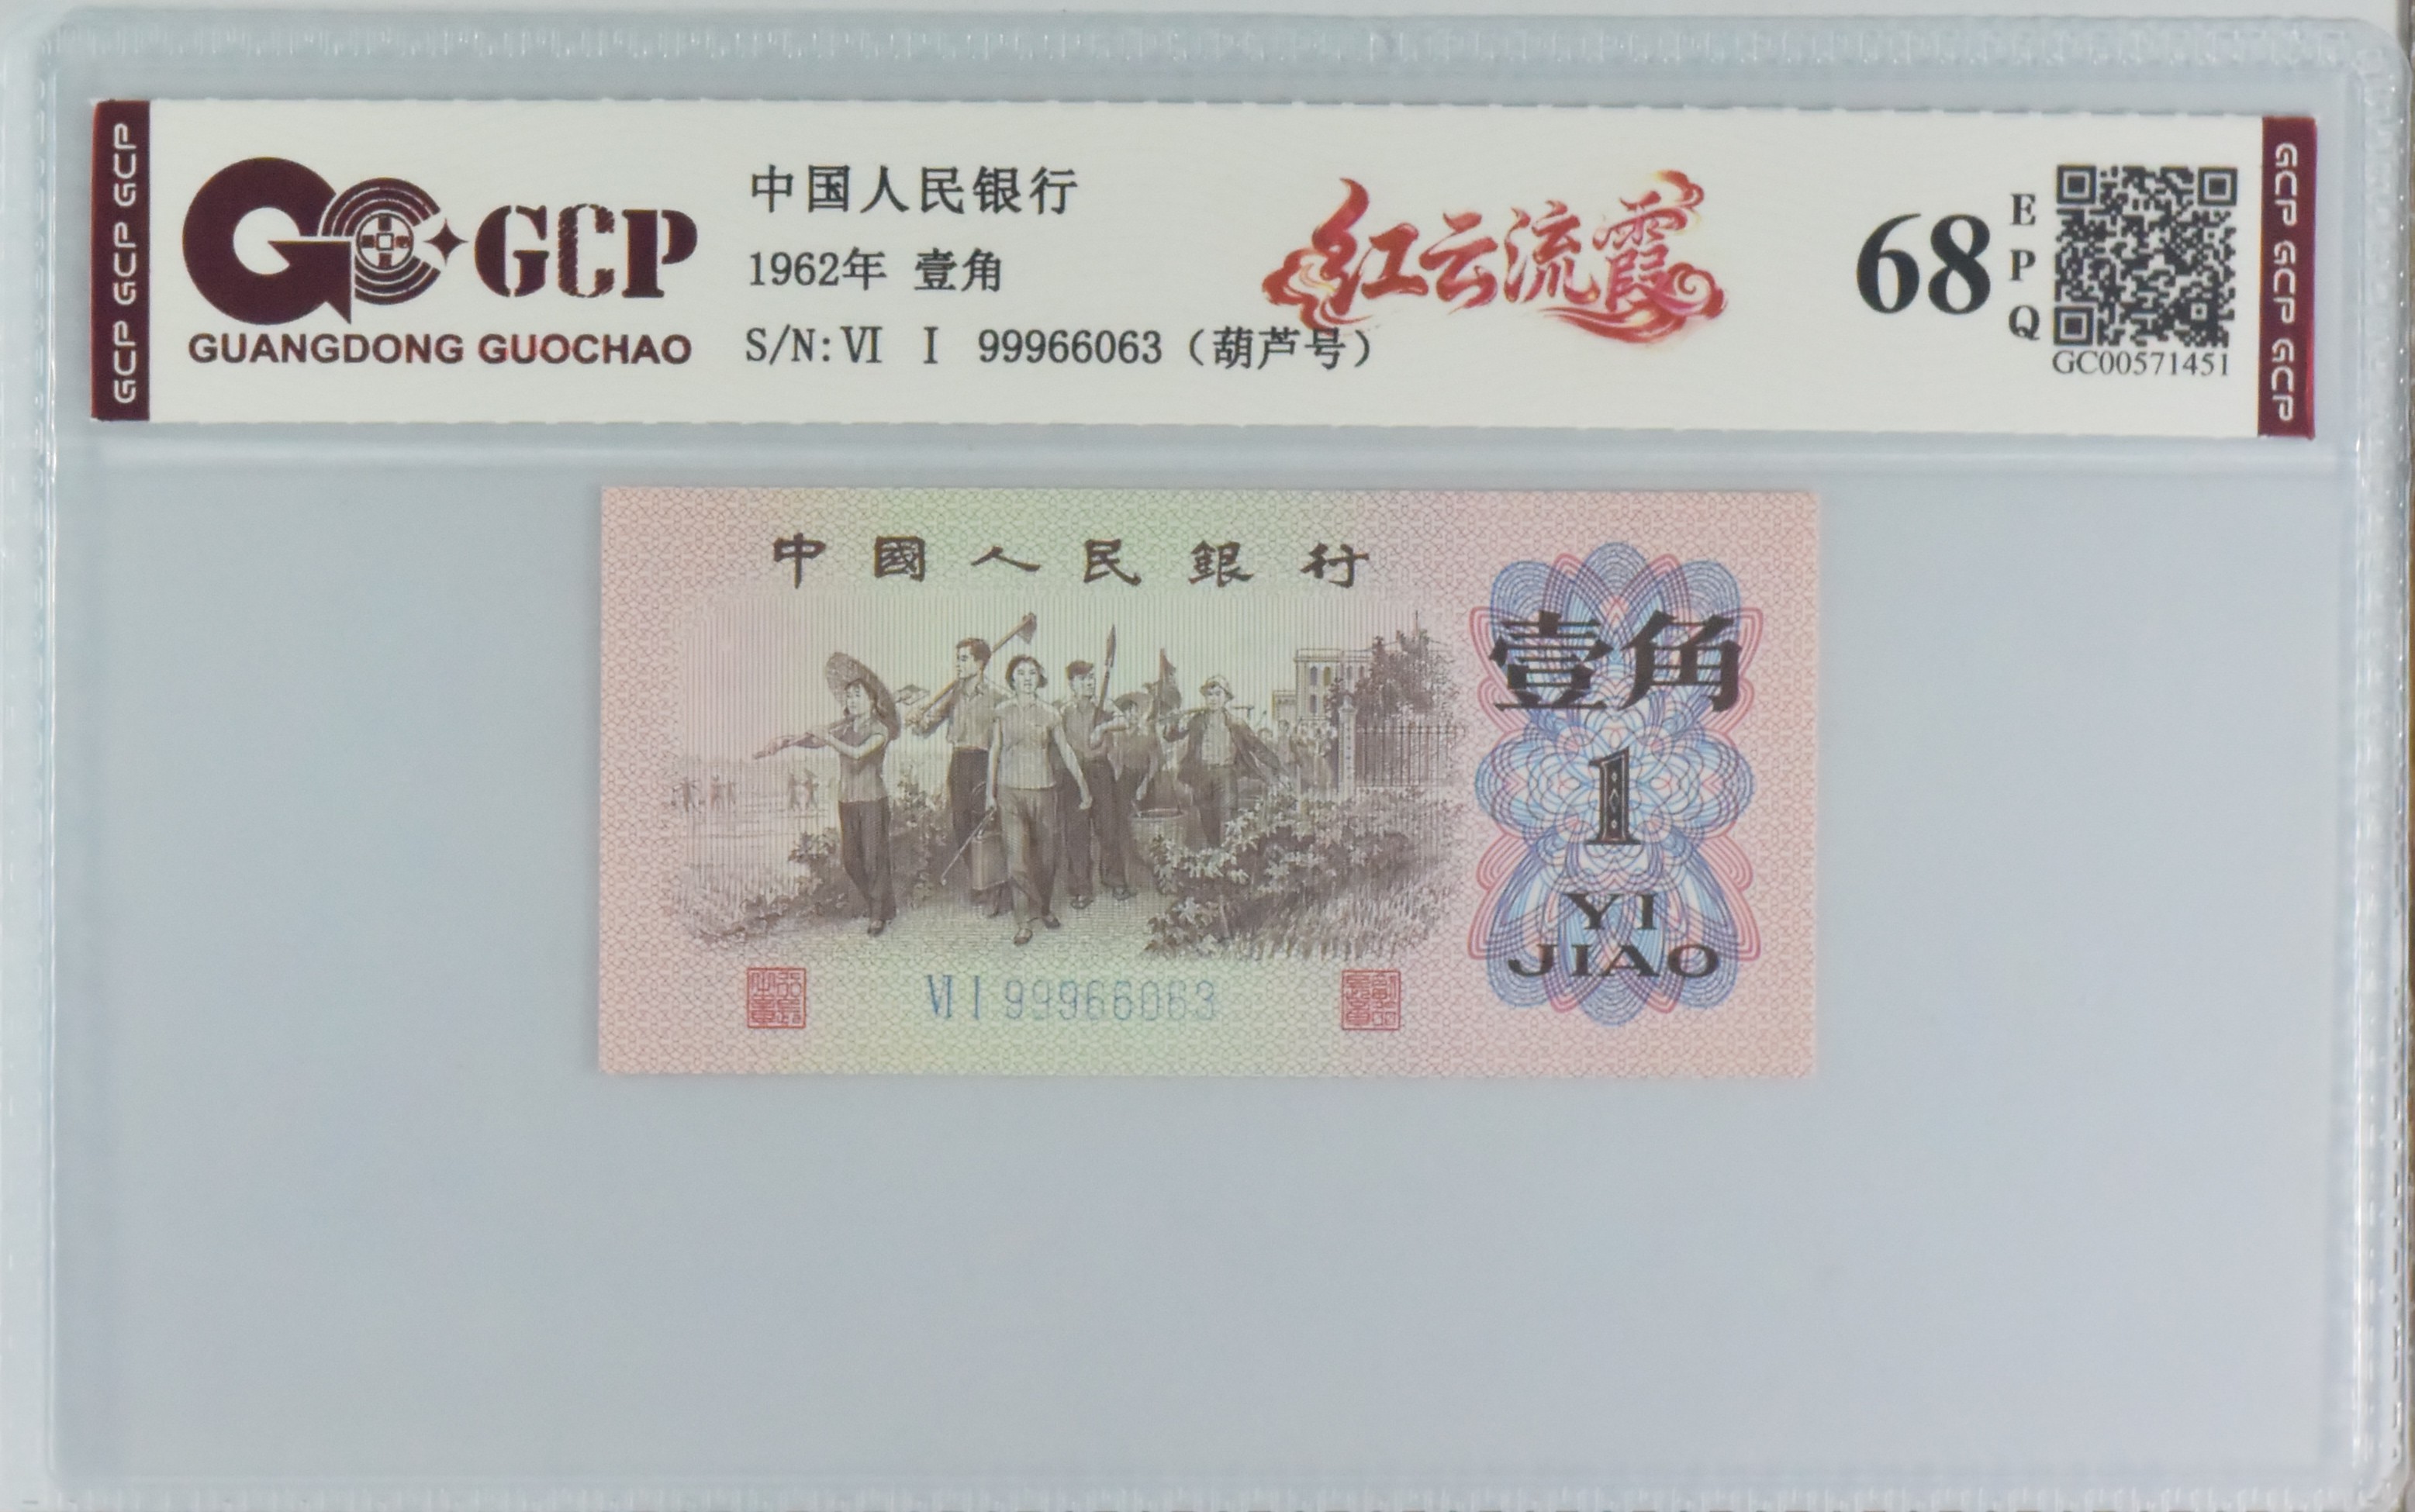 GCP GCP GCP
GCP
GUANGDONG GUOCHAO
中国人民银行
1962年 壹角
S/N:Ⅵ Ⅰ 99966063（葫芦号）
红云流霞
68
EPQ
GC00571451
GCP GCP GCP
中國人民銀行
壹角
1
YI
JIAO
Ⅵ Ⅰ 99966063